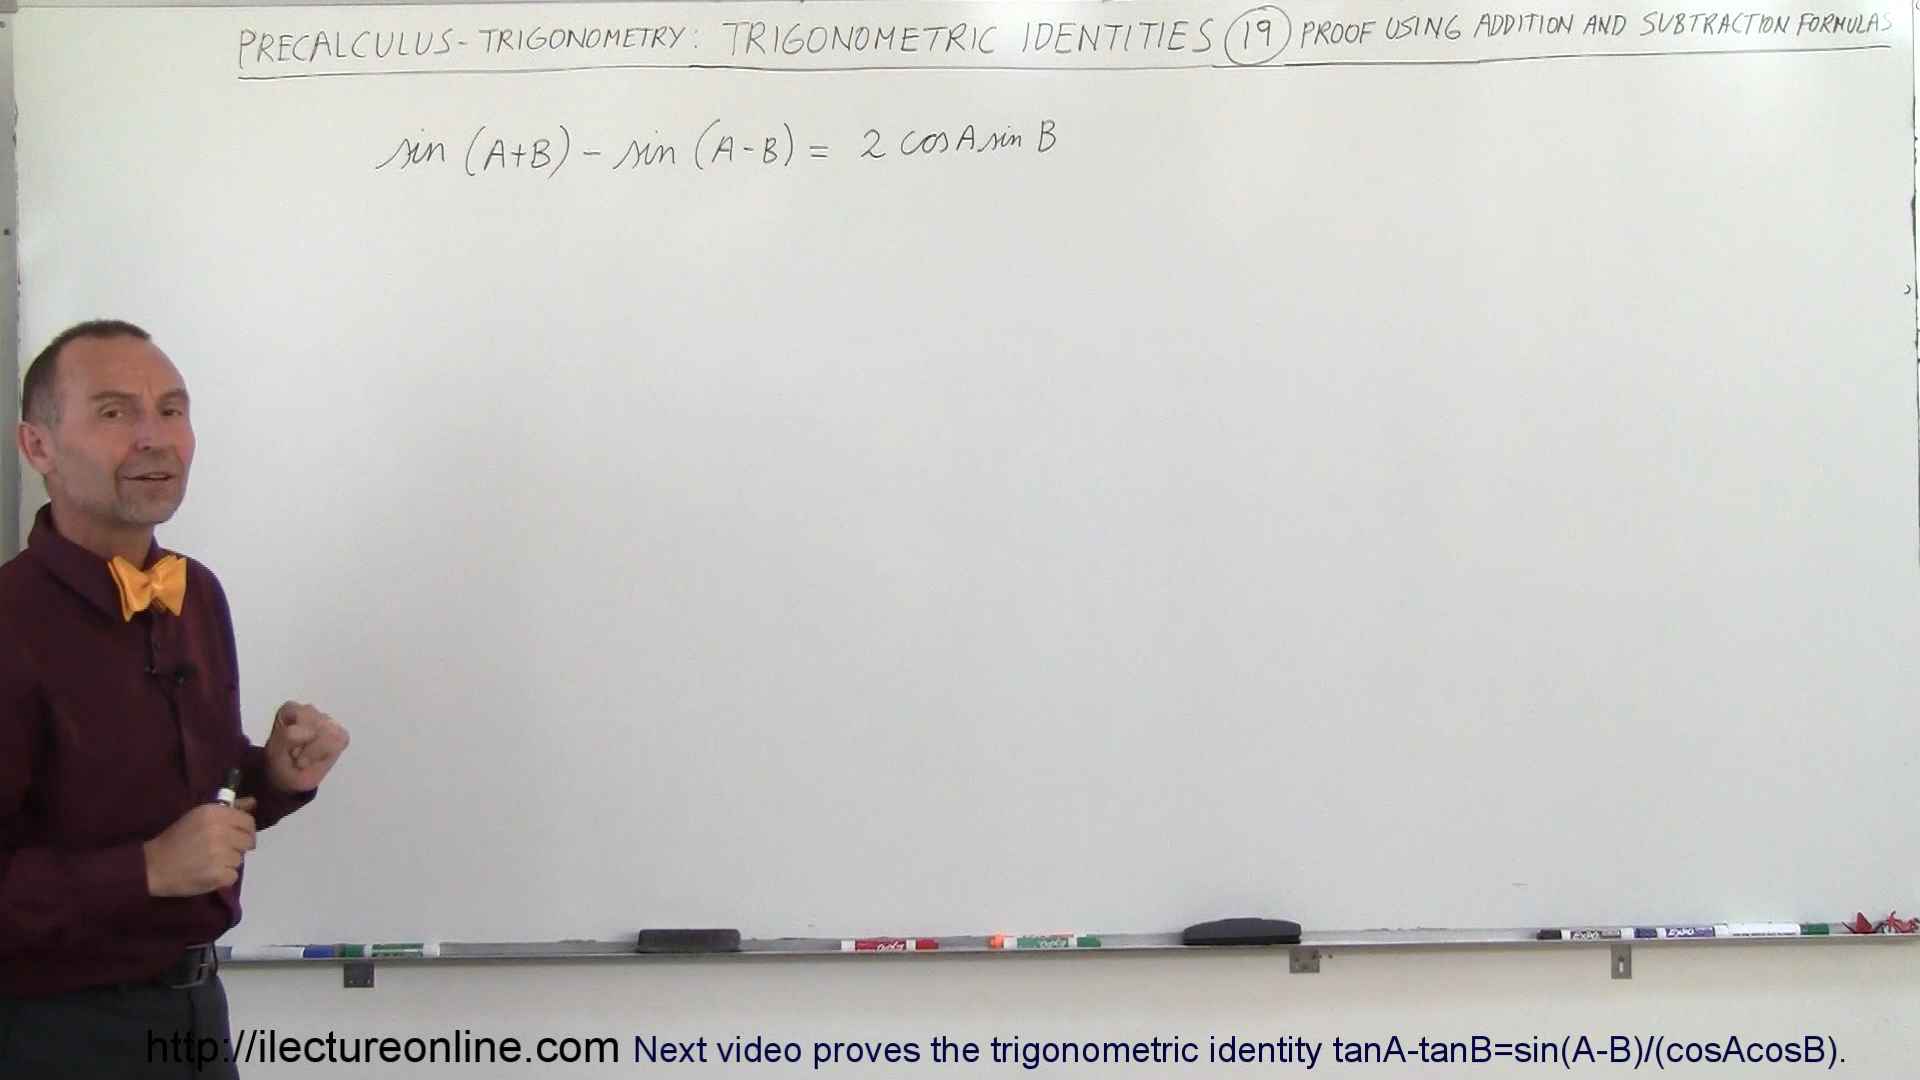 PRECALCULUS - TRIGONOMETRY: TRIGONOMETRIC IDENTITIES 19 PROOF USING ADDITION AND SUBTRACTION FORMULAS
sin (A+B) - sin (A-B) = 2 cos A sin B
http://ilectureonline.com Next video proves the trigonometric identity tanA-tanB=sin(A-B)/(cosAcosB).